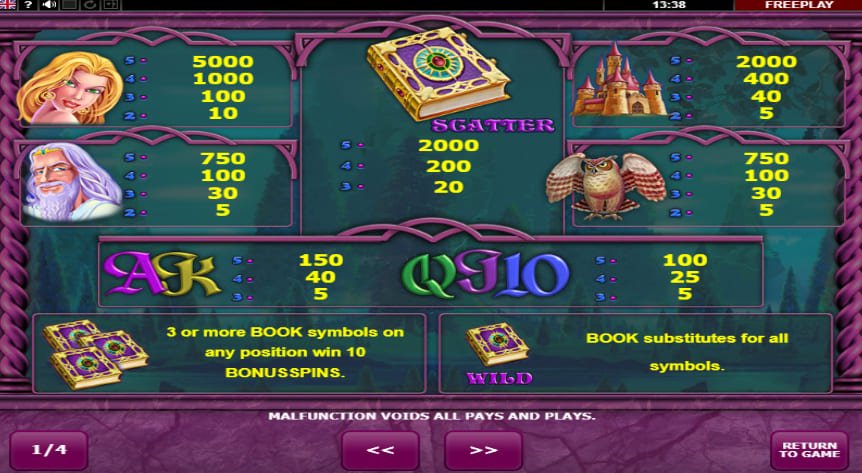 ? 13:38 FREEPLAY
5 - 5000
4 - 1000
3 - 100
2 - 10
SCATTER
5 - 2000
4 - 200
3 - 20
5 - 2000
4 - 400
3 - 40
2 - 5
5 - 750
4 - 100
3 - 30
2 - 5
5 - 750
4 - 100
3 - 30
2 - 5
AK
5 - 150
4 - 40
3 - 5
QJ10
5 - 100
4 - 25
3 - 5
3 or more BOOK symbols on
any position win 10
BONUSSPINS.
WILD
BOOK substitutes for all
symbols.
MALFUNCTION VOIDS ALL PAYS AND PLAYS.
1/4
<<
>>
RETURN
TO GAME